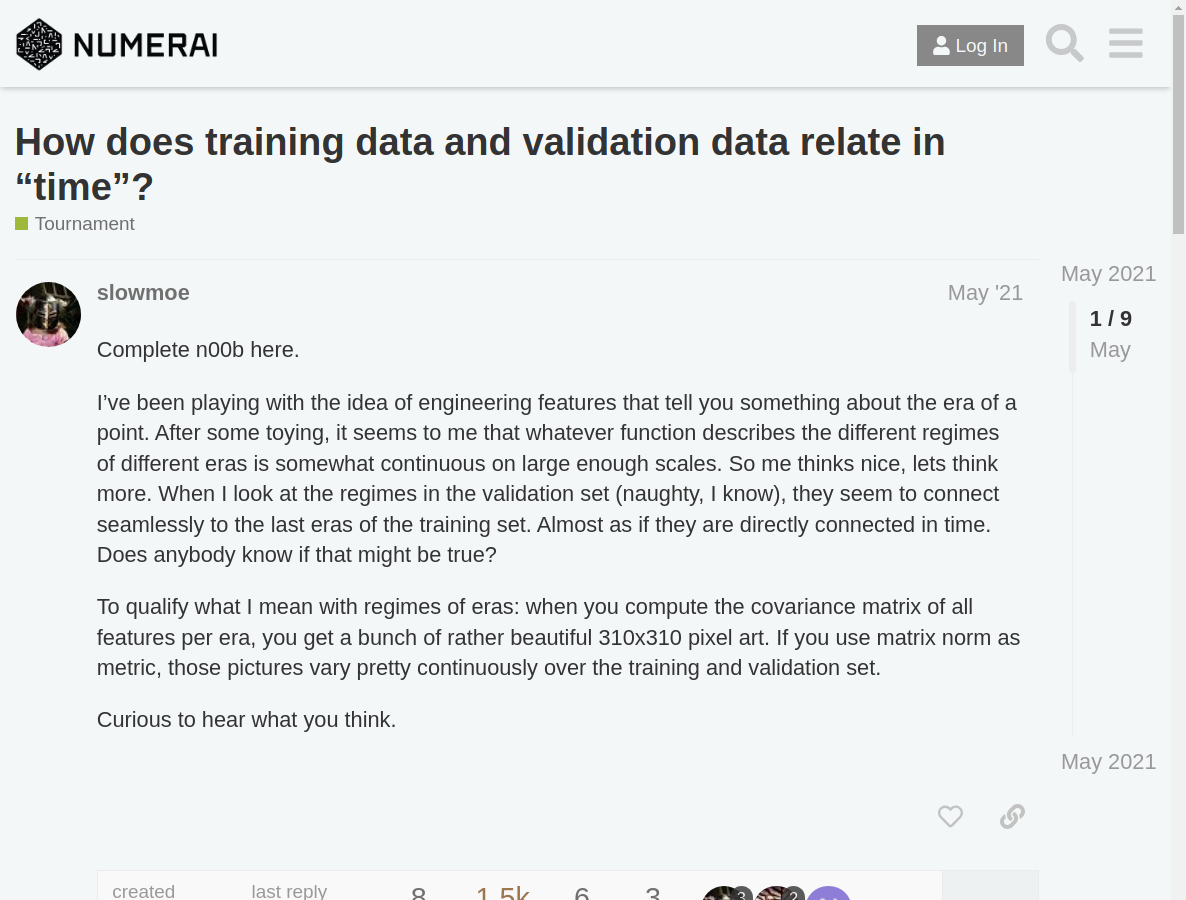 NUMERAI
Log In
How does training data and validation data relate in
“time”?
Tournament
May 2021
slowmoe
May '21
1 / 9
May
Complete n00b here.
I’ve been playing with the idea of engineering features that tell you something about the era of a
point. After some toying, it seems to me that whatever function describes the different regimes
of different eras is somewhat continuous on large enough scales. So me thinks nice, lets think
more. When I look at the regimes in the validation set (naughty, I know), they seem to connect
seamlessly to the last eras of the training set. Almost as if they are directly connected in time.
Does anybody know if that might be true?
To qualify what I mean with regimes of eras: when you compute the covariance matrix of all
features per era, you get a bunch of rather beautiful 310x310 pixel art. If you use matrix norm as
metric, those pictures vary pretty continuously over the training and validation set.
Curious to hear what you think.
May 2021
created
last reply
8
1.5k
6
3
3
2